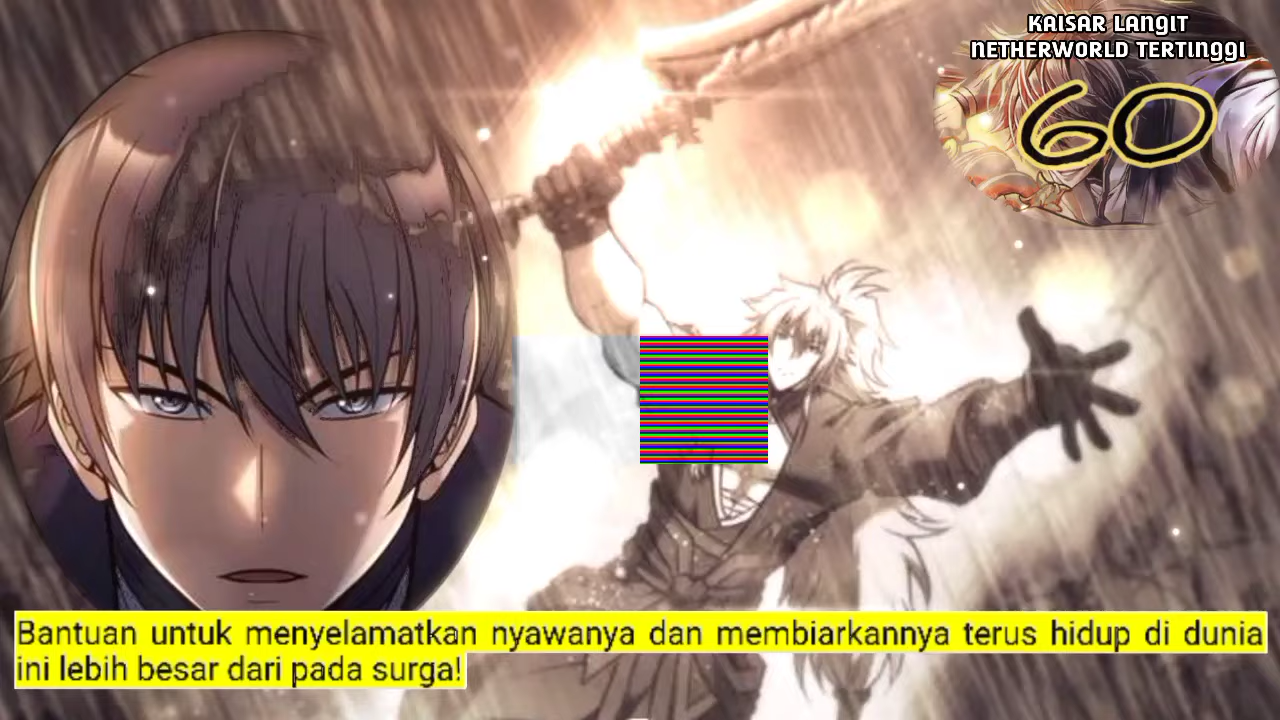 KAISAR LANGIT
NETHERWORLD TERTINGGI
60
Bantuan untuk menyelamatkan nyawanya dan membiarkannya terus hidup di dunia
ini lebih besar dari pada surga!